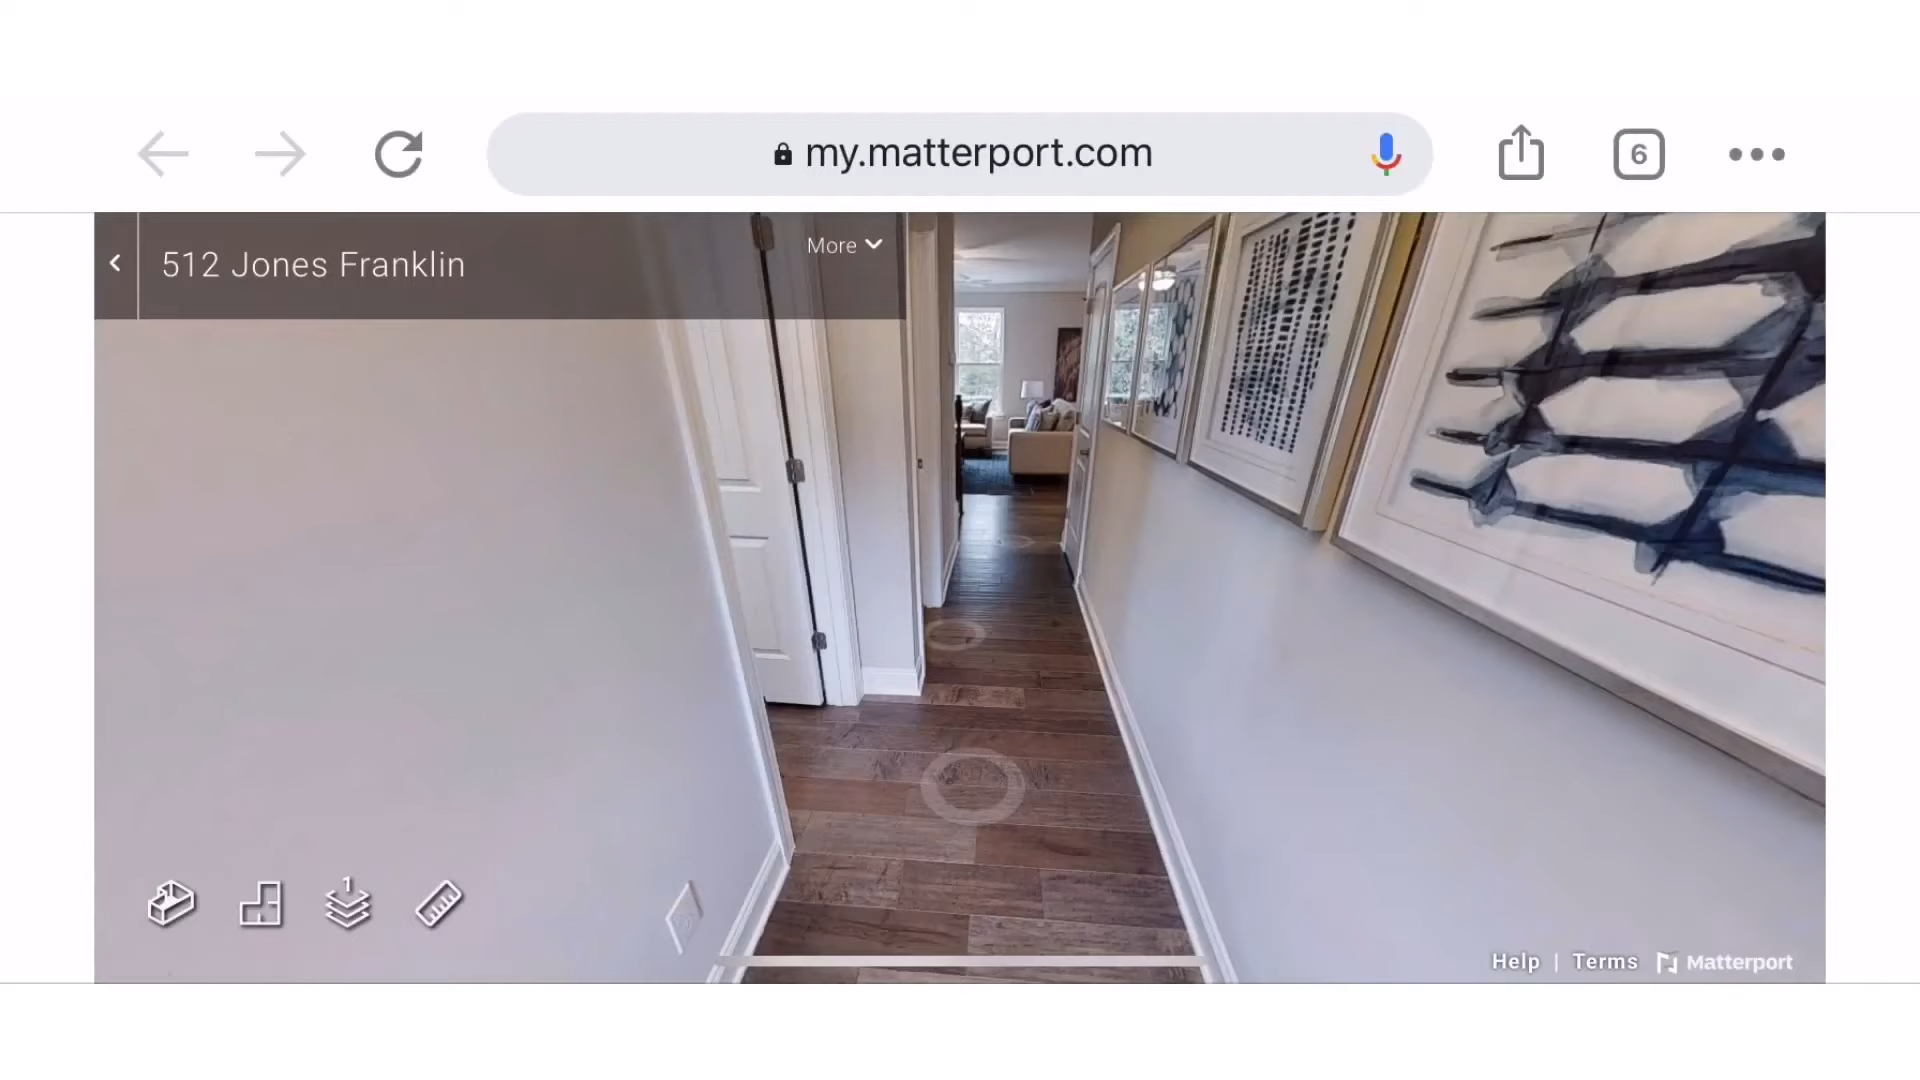 my.matterport.com
6
512 Jones Franklin
More
1
Help | Terms Matterport